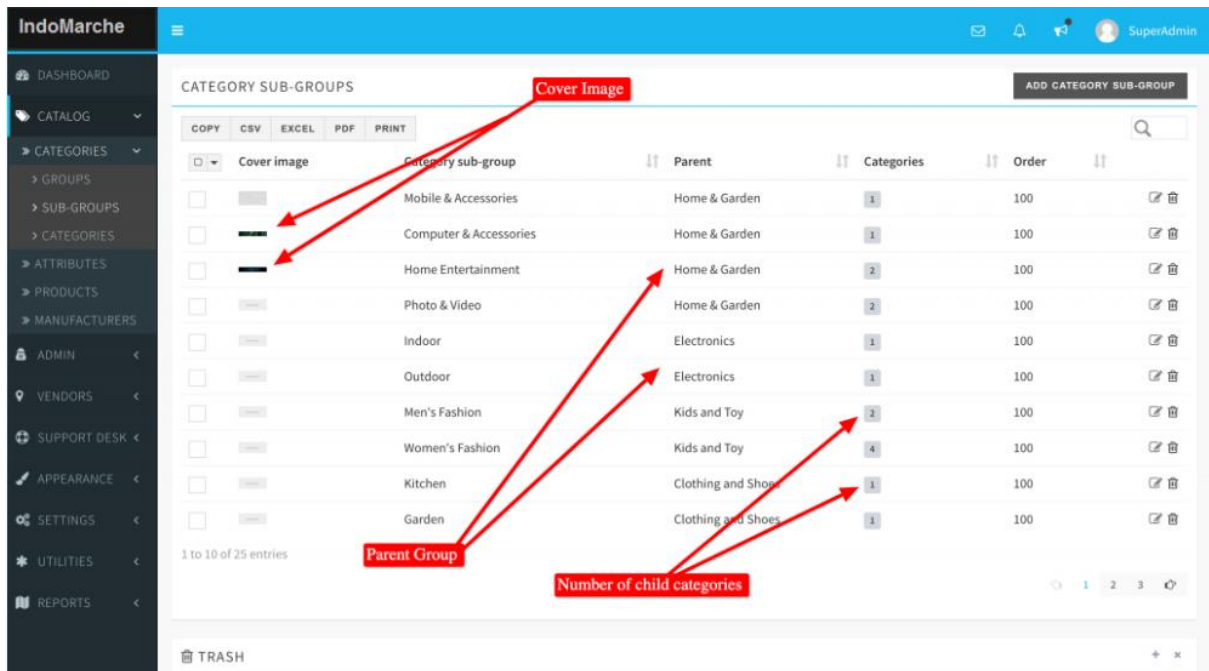 IndoMarche
SuperAdmin
DASHBOARD
CATALOG
CATEGORIES
GROUPS
SUB-GROUPS
CATEGORIES
ATTRIBUTES
PRODUCTS
MANUFACTURERS
ADMIN
VENDORS
SUPPORT DESK
APPEARANCE
SETTINGS
UTILITIES
REPORTS
CATEGORY SUB-GROUPS
Cover Image
ADD CATEGORY SUB-GROUP
COPY CSV EXCEL PDF PRINT
Cover image Category sub-group Parent Categories Order
Mobile & Accessories Home & Garden 1 100
Computer & Accessories Home & Garden 1 100
Home Entertainment Home & Garden 2 100
Photo & Video Home & Garden 2 100
Indoor Electronics 1 100
Outdoor Electronics 1 100
Men's Fashion Kids and Toy 2 100
Women's Fashion Kids and Toy 4 100
Kitchen Clothing and Shoes 1 100
Garden Clothing and Shoes 1 100
1 to 10 of 25 entries
Parent Group
Number of child categories
1 2 3
TRASH